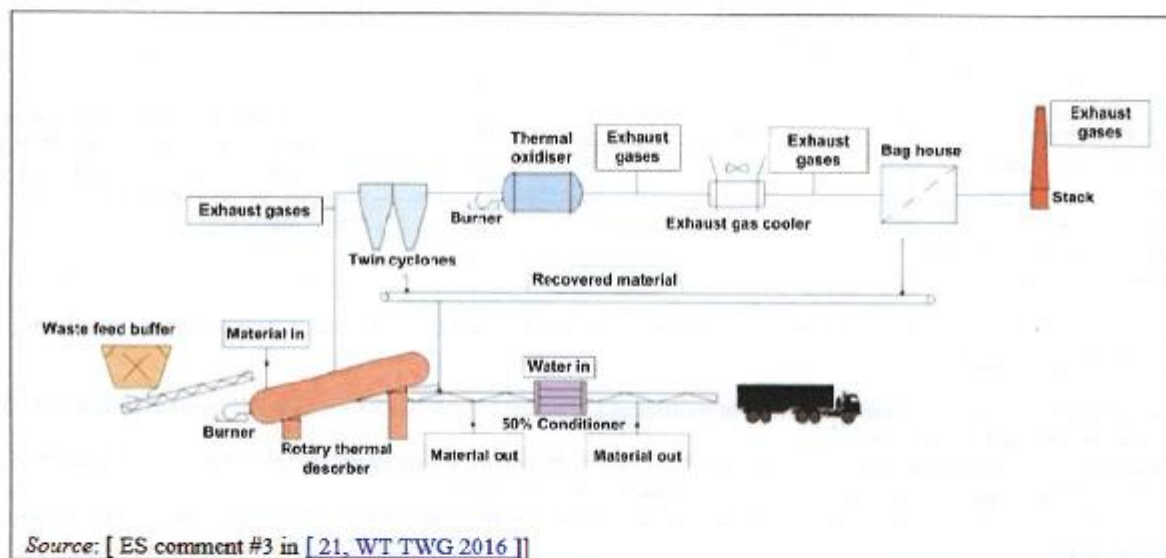 Exhaust
gases
Thermal
oxidiser
Exhaust
gases
Exhaust
gases
Bag house
Exhaust gases
Burner
Exhaust gas cooler
Stack
Twin cyclones
Recovered material
Waste feed buffer
Material in
Water in
Burner
50% Conditioner
Rotary thermal
desorber
Material out
Material out
Source: [ ES comment #3 in [ 21, WT TWG 2016 ]]